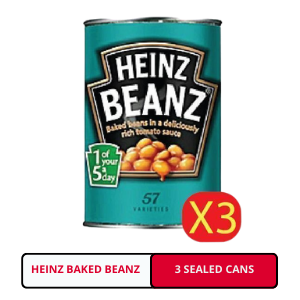 HEINZ
BEANZ
Baked beans in a deliciously
rich tomato sauce
1 of
your
5 a
day
57
VARIETIES
X3
HEINZ BAKED BEANZ
3 SEALED CANS